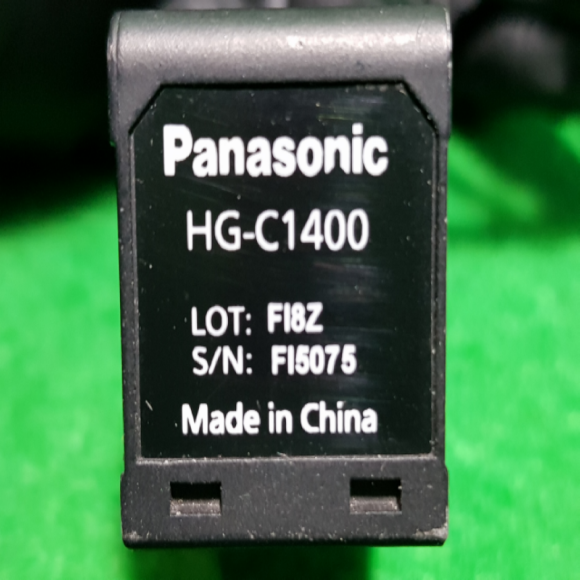 Panasonic
HG-C1400
LOT: FI8Z
S/N: FI5075
Made in China